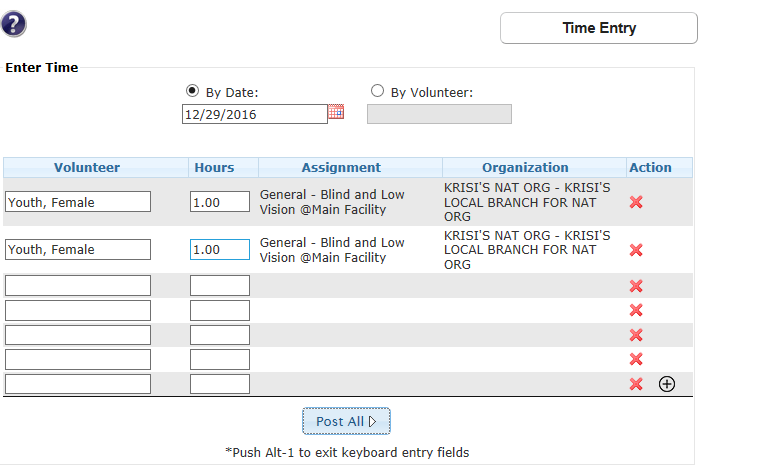 ?
Time Entry
Enter Time
By Date:
By Volunteer:
12/29/2016
Volunteer Hours Assignment Organization Action
Youth, Female 1.00 General - Blind and Low Vision @Main Facility KRISI'S NAT ORG - KRISI'S LOCAL BRANCH FOR NAT ORG
Youth, Female 1.00 General - Blind and Low Vision @Main Facility KRISI'S NAT ORG - KRISI'S LOCAL BRANCH FOR NAT ORG
Post All
*Push Alt-1 to exit keyboard entry fields